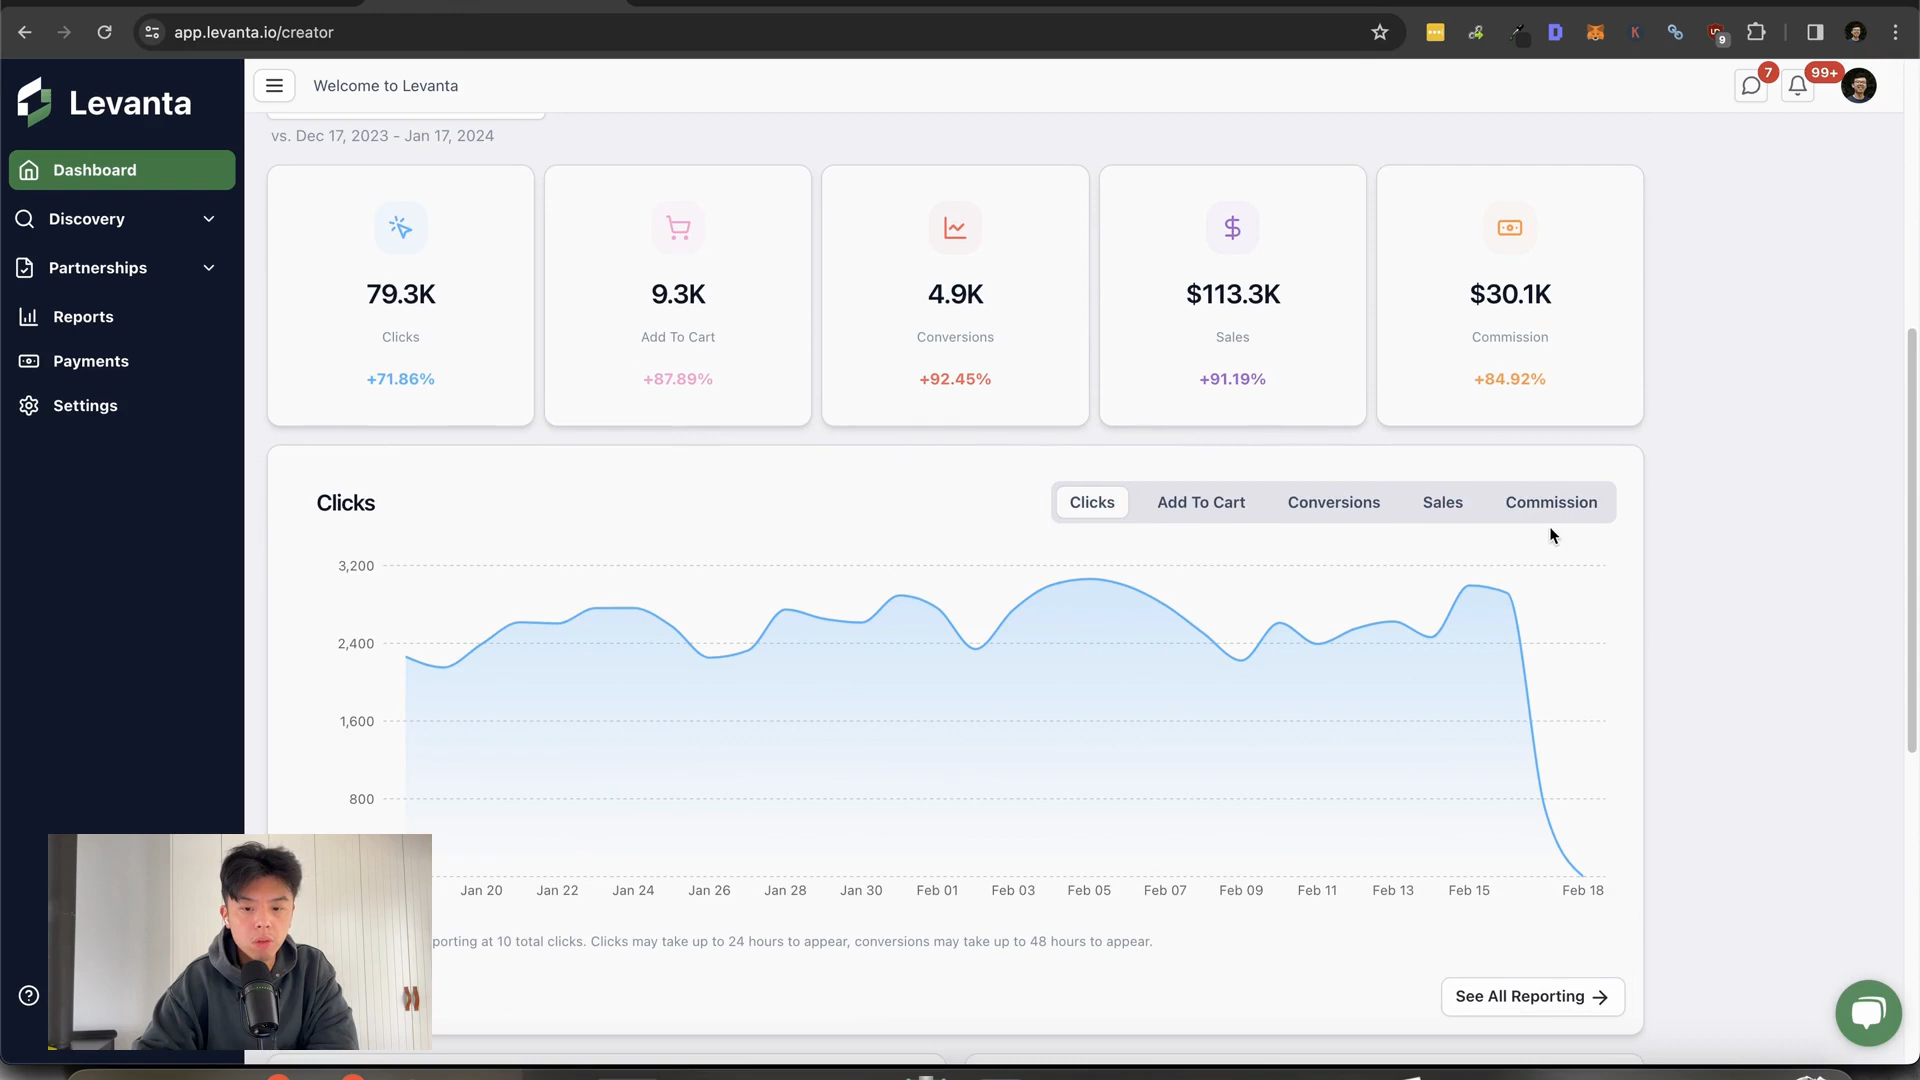 app.levanta.io/creator
9
Levanta
Welcome to Levanta
7
99+
vs. Dec 17, 2023 - Jan 17, 2024
Dashboard
Discovery
Partnerships
Reports
Payments
Settings
79.3K
Clicks
+71.86%
9.3K
Add To Cart
+87.89%
4.9K
Conversions
+92.45%
$113.3K
Sales
+91.19%
$30.1K
Commission
+84.92%
Clicks
Clicks Add To Cart Conversions Sales Commission
3,200
2,400
1,600
800
Jan 20 Jan 22 Jan 24 Jan 26 Jan 28 Jan 30 Feb 01 Feb 03 Feb 05 Feb 07 Feb 09 Feb 11 Feb 13 Feb 15 Feb 18
porting at 10 total clicks. Clicks may take up to 24 hours to appear, conversions may take up to 48 hours to appear.
See All Reporting